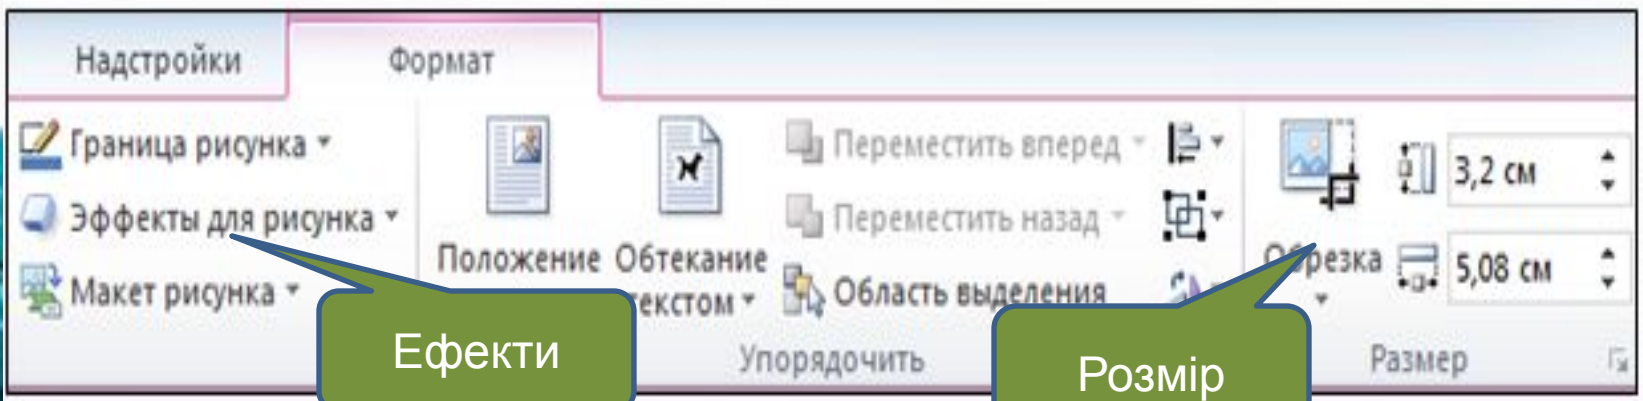 Надстройки
Формат
Граница рисунка
Эффекты для рисунка
Макет рисунка
Положение
Обтекание
текстом
Переместить вперед
Переместить назад
Область выделения
Упорядочить
Обрезка
3,2 см
5,08 см
Размер
Ефекти
Розмір